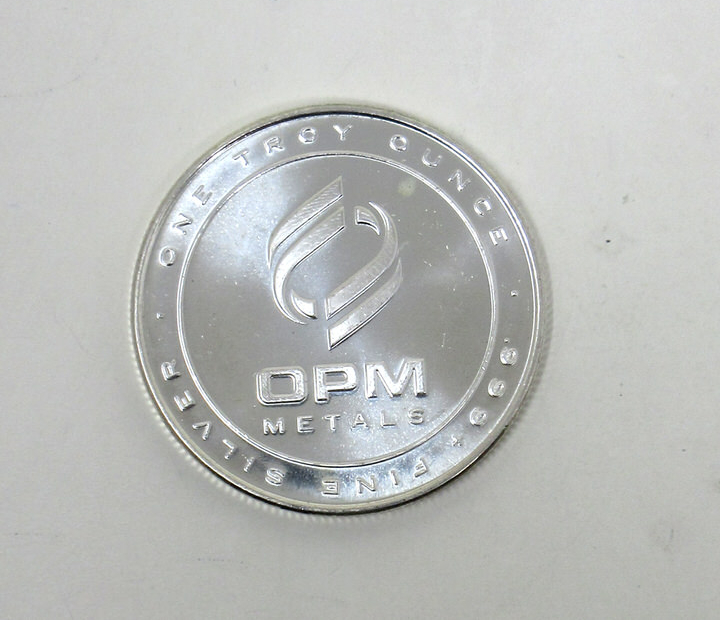 ONE TROY OUNCE · .999+ FINE SILVER ·
OPM
METALS